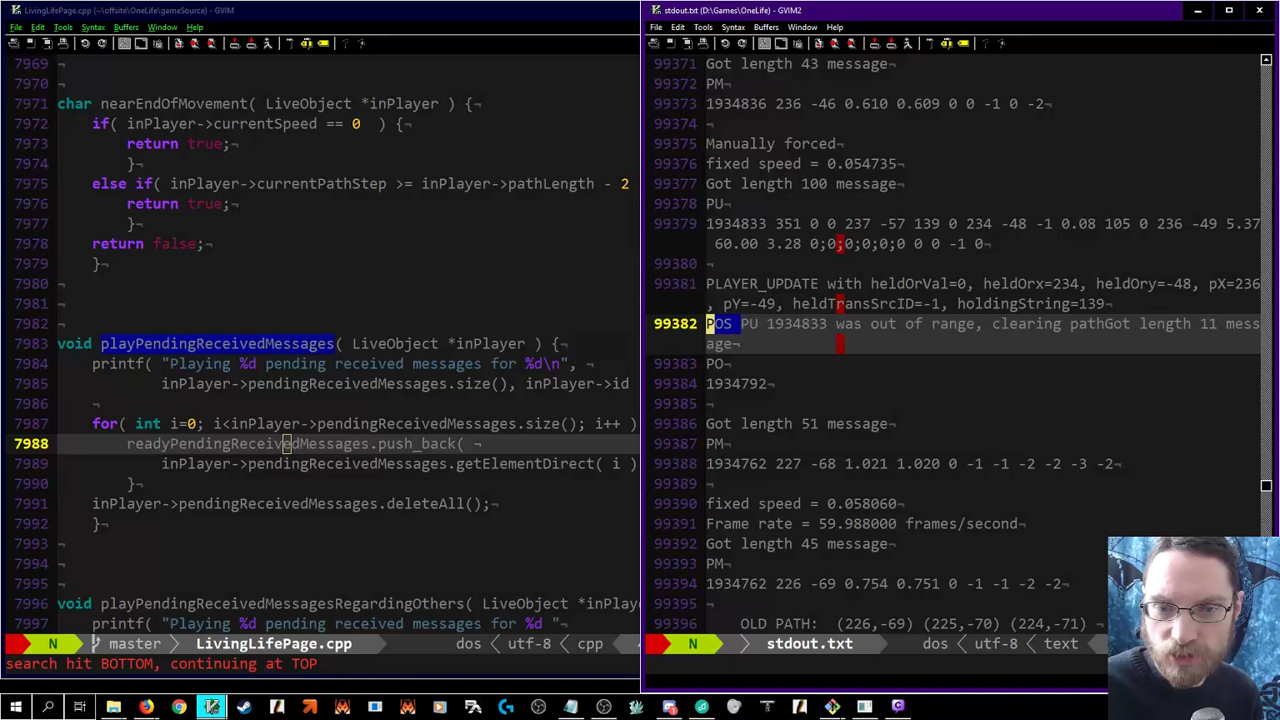 LivingLifePage.cpp (~\offsite\OneLife\gameSource) - GVIM
File Edit Tools Syntax Buffers Window Help
7969 ¬
7970 ¬
7971 char nearEndOfMovement( LiveObject *inPlayer ) {¬
7972 if( inPlayer->currentSpeed == 0  ) {¬
7973 return true;¬
7974 }¬
7975 else if( inPlayer->currentPathStep >= inPlayer->pathLength - 2
7976 return true;¬
7977 }¬
7978 return false;¬
7979 }¬
7980 ¬
7981 ¬
7982 ¬
7983 void playPendingReceivedMessages( LiveObject *inPlayer ) {¬
7984 printf( "Playing %d pending received messages for %d\n",
7985 inPlayer->pendingReceivedMessages.size(), inPlayer->id
7986 ¬
7987 for( int i=0; i<inPlayer->pendingReceivedMessages.size(); i++ )
7988 readyPendingReceivedMessages.push_back( ¬
7989 inPlayer->pendingReceivedMessages.getElementDirect( i )
7990 }¬
7991 inPlayer->pendingReceivedMessages.deleteAll();¬
7992 }¬
7993 ¬
7994 ¬
7995 ¬
7996 void playPendingReceivedMessagesRegardingOthers( LiveObject *inPla
7997 printf( "Playing %d pending received messages for %d "
N master LivingLifePage.cpp dos utf-8 cpp
search hit BOTTOM, continuing at TOP
stdout.txt (D:\Games\OneLife) - GVIM2
File Edit Tools Syntax Buffers Window Help
99371 Got length 43 message¬
99372 PM¬
99373 1934836 236 -46 0.610 0.609 0 0 -1 0 -2¬
99374 ¬
99375 Manually forced¬
99376 fixed speed = 0.054735¬
99377 Got length 100 message¬
99378 PU¬
99379 1934833 351 0 0 237 -57 139 0 234 -48 -1 0.08 105 0 236 -49 5.37
60.00 3.28 0;0;0;0;0;0 0 0 -1 0¬
99380 ¬
99381 PLAYER_UPDATE with heldOrVal=0, heldOrx=234, heldOry=-48, pX=236
, pY=-49, heldTransSrcID=-1, holdingString=139¬
99382 POS PU 1934833 was out of range, clearing pathGot length 11 mess
age¬
99383 PO¬
99384 1934792¬
99385 ¬
99386 Got length 51 message¬
99387 PM¬
99388 1934762 227 -68 1.021 1.020 0 -1 -1 -2 -2 -3 -2¬
99389 ¬
99390 fixed speed = 0.058060¬
99391 Frame rate = 59.988000 frames/second¬
99392 Got length 45 message¬
99393 PM¬
99394 1934762 226 -69 0.754 0.751 0 -1 -1 -2 -2¬
99395 ¬
99396 OLD PATH:  (226,-69) (225,-70) (224,-71)
N stdout.txt dos utf-8 text